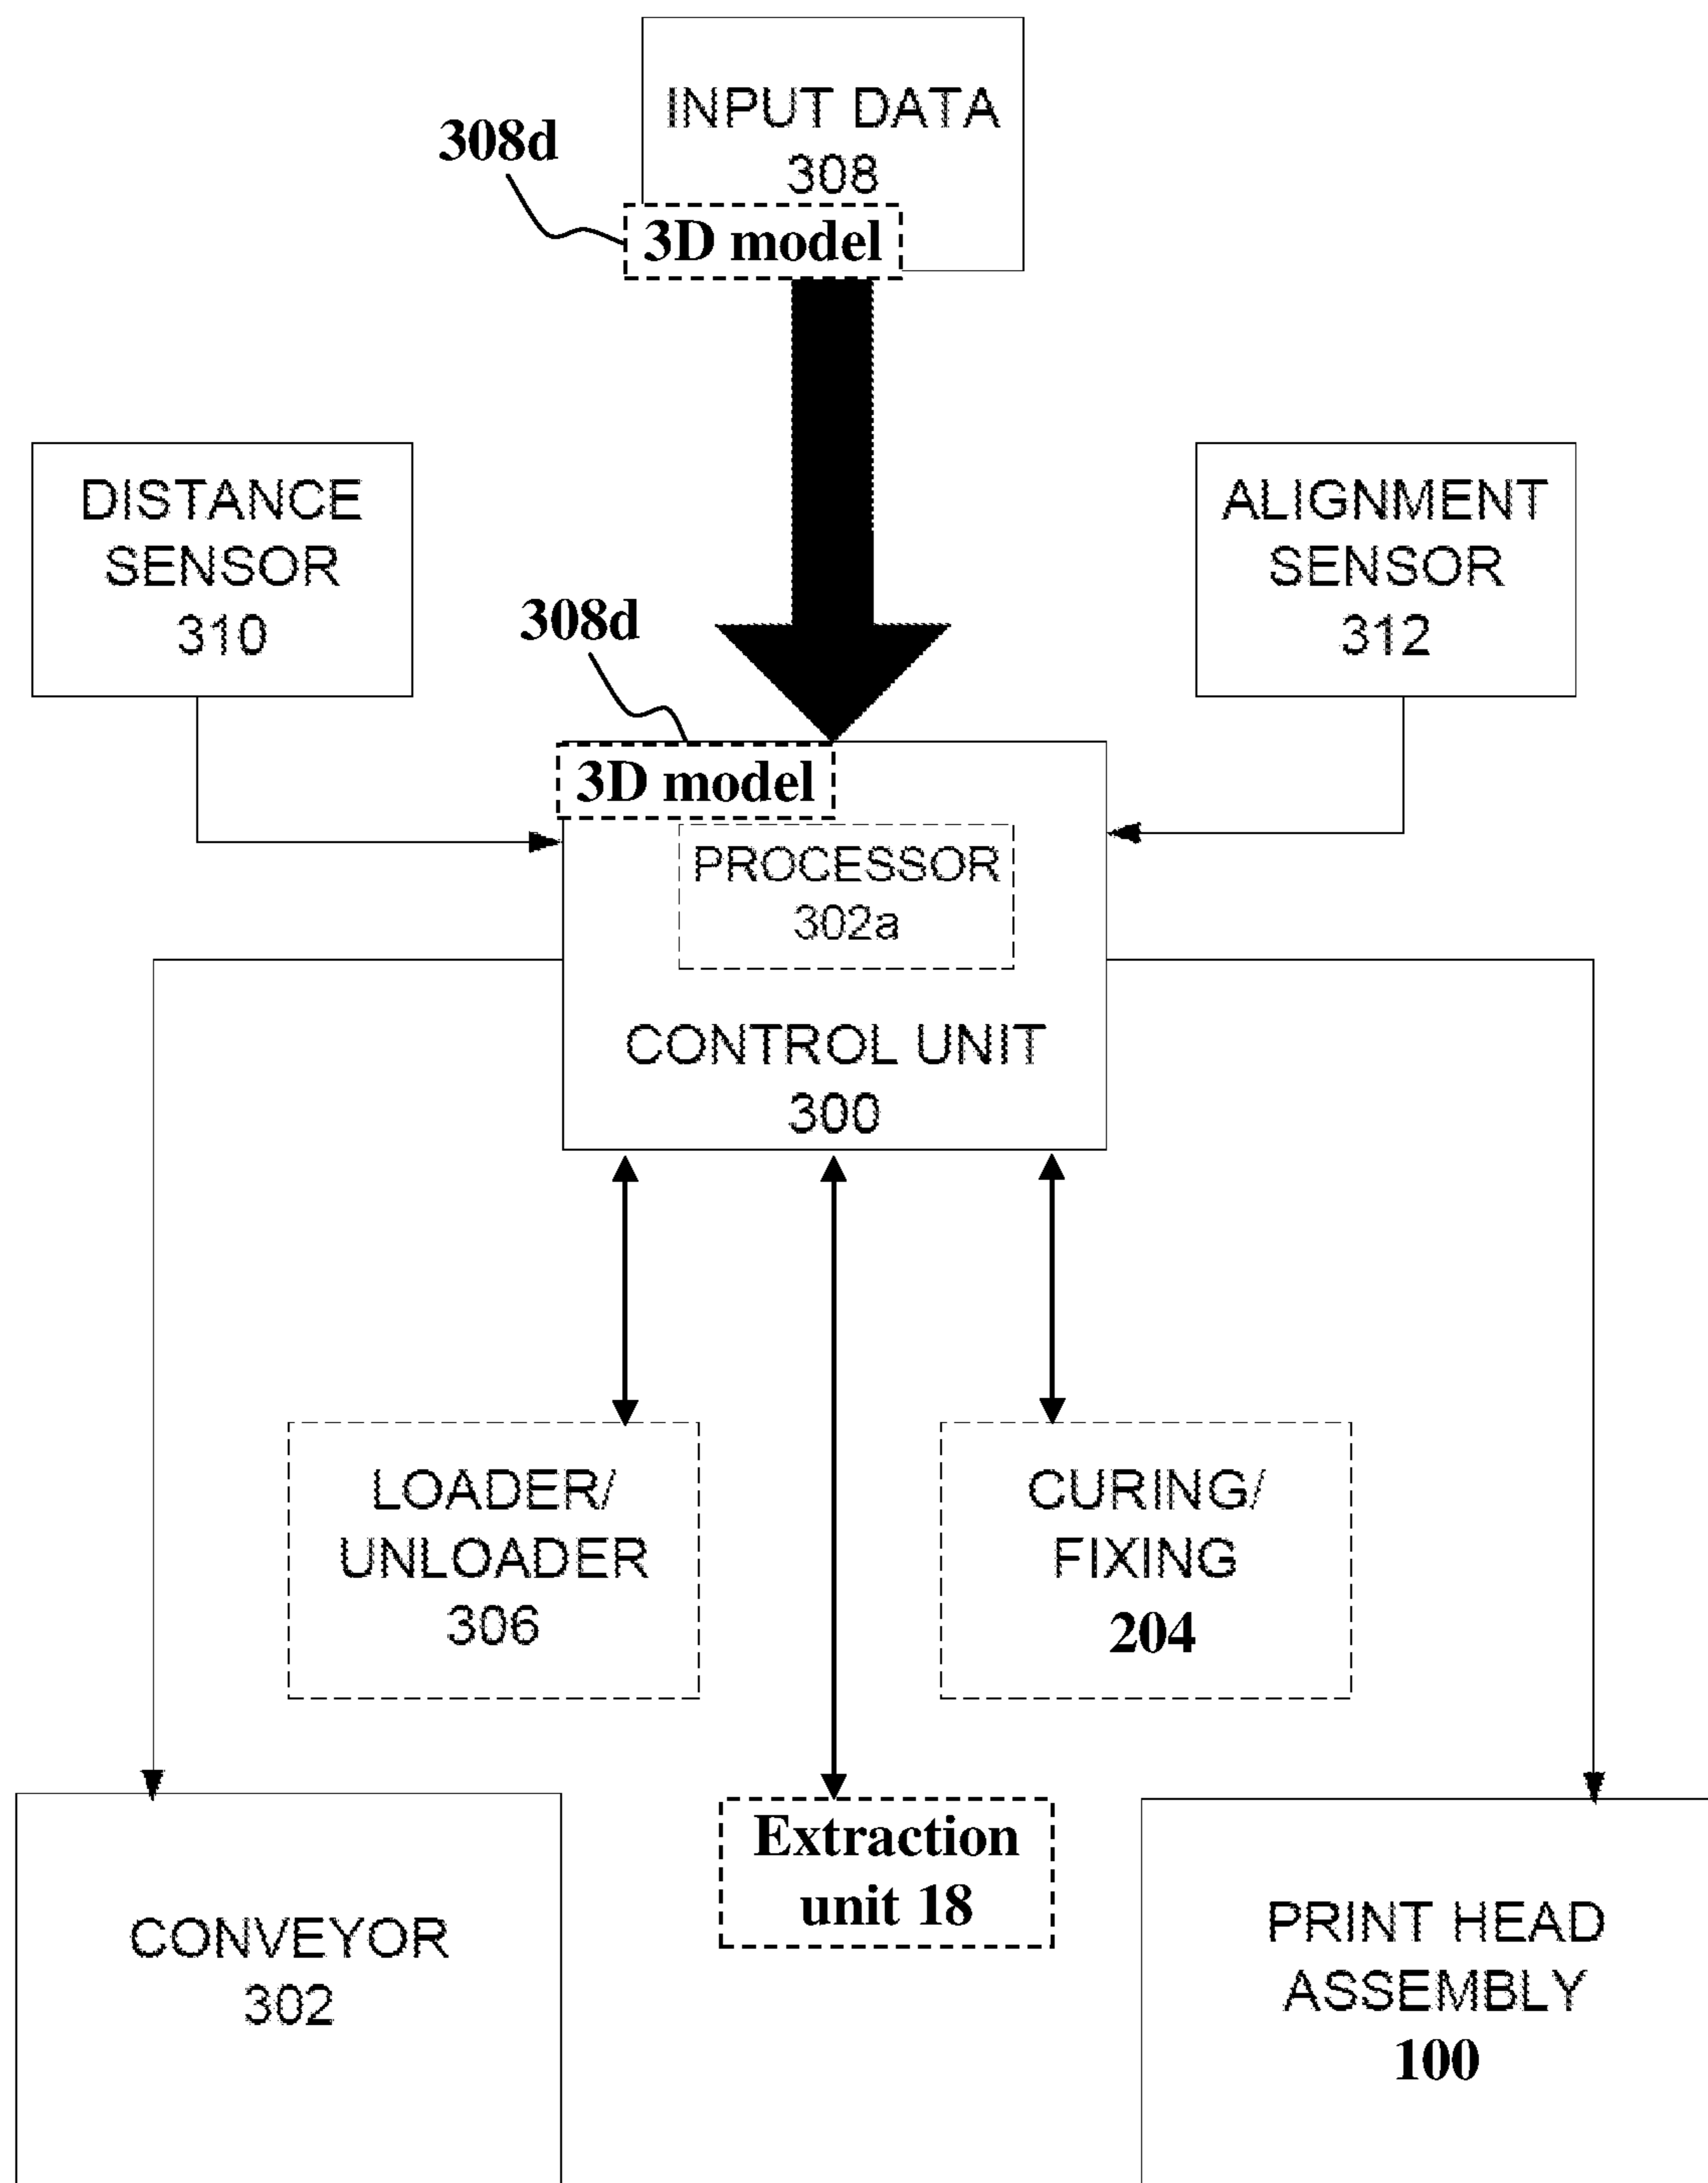 INPUT DATA
308
308d
3D model
DISTANCE
SENSOR
310
ALIGNMENT
SENSOR
312
308d
3D model
PROCESSOR
302a
CONTROL UNIT
300
LOADER/
UNLOADER
306
CURING/
FIXING
204
CONVEYOR
302
Extraction
unit 18
PRINT HEAD
ASSEMBLY
100